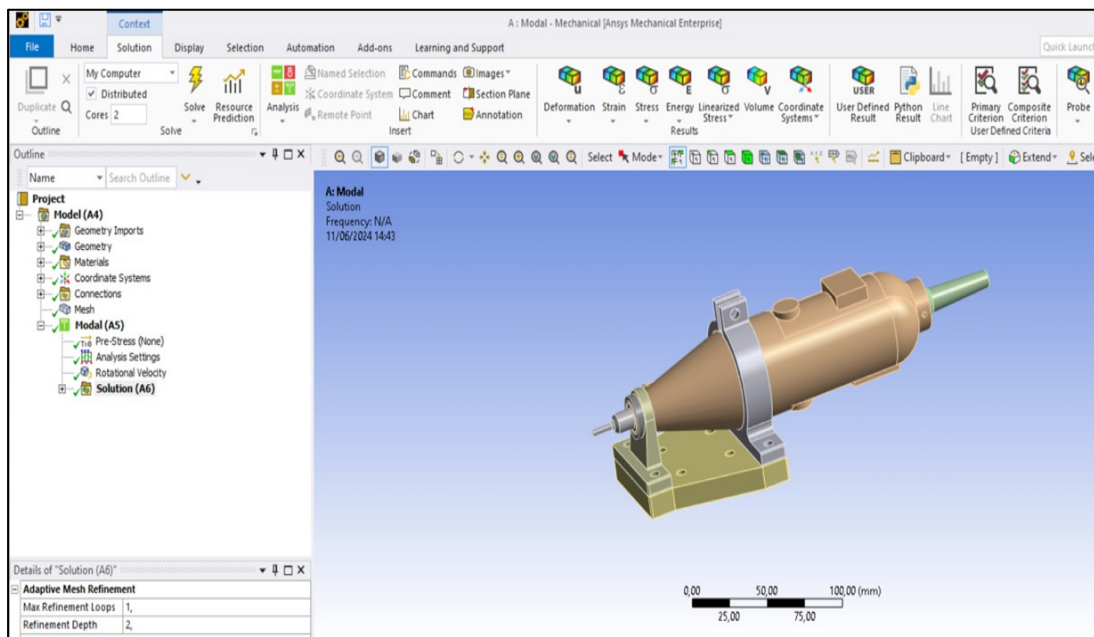 A : Modal - Mechanical [Ansys Mechanical Enterprise]
Context
File Home Solution Display Selection Automation Add-ons Learning and Support Quick Launch
Duplicate
Outline
My Computer
Distributed
Cores 2
Solve
Resource Prediction
Solve
Analysis
Named Selection
Coordinate System
Remote Point
Commands
Comment
Chart
Images
Section Plane
Annotation
Insert
Deformation
Strain
Stress
Energy
Linearized Stress
Volume
Coordinate Systems
Results
USER
User Defined Result
Python Result
Line Chart
Primary Criterion
Composite Criterion
User Defined Criteria
Probe
Outline
Name Search Outline
Select Mode Clipboard [ Empty ] Extend Sele
Project
Model (A4)
Geometry Imports
Geometry
Materials
Coordinate Systems
Connections
Mesh
Modal (A5)
Pre-Stress (None)
Analysis Settings
Rotational Velocity
Solution (A6)
A: Modal
Solution
Frequency: N/A
11/06/2024 14:43
0,00 50,00 100,00 (mm)
25,00 75,00
Details of "Solution (A6)"
Adaptive Mesh Refinement
Max Refinement Loops 1,
Refinement Depth 2,